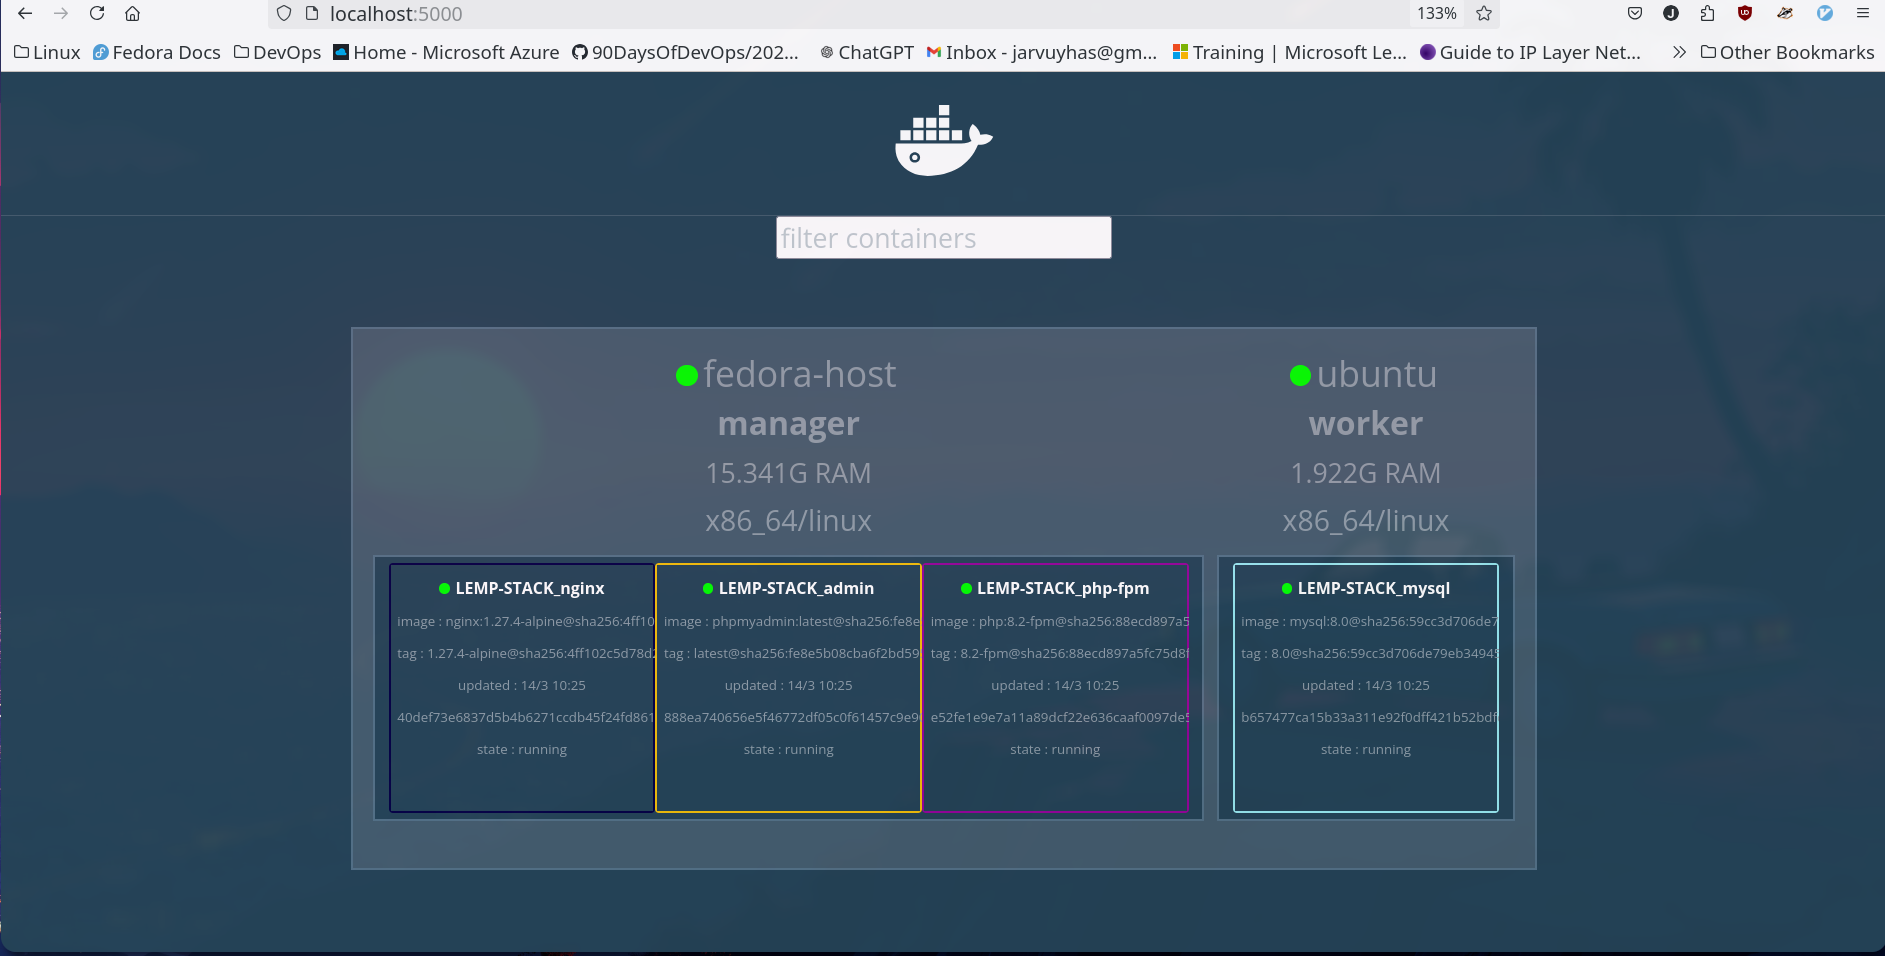 localhost:5000
133%
Linux
Fedora Docs
DevOps
Home - Microsoft Azure
90DaysOfDevOps/202...
ChatGPT
Inbox - jarvuyhas@gm...
Training | Microsoft Le...
Guide to IP Layer Net...
Other Bookmarks
filter containers
fedora-host
manager
15.341G RAM
x86_64/linux
LEMP-STACK_nginx
image : nginx:1.27.4-alpine@sha256:4ff10
tag : 1.27.4-alpine@sha256:4ff102c5d78d2
updated : 14/3 10:25
40def73e6837d5b4b6271ccdb45f24fd861
state : running
LEMP-STACK_admin
image : phpmyadmin:latest@sha256:fe8e
tag : latest@sha256:fe8e5b08cba6f2bd59
updated : 14/3 10:25
888ea740656e5f46772df05c0f61457c9e9
state : running
LEMP-STACK_php-fpm
image : php:8.2-fpm@sha256:88ecd897a5
tag : 8.2-fpm@sha256:88ecd897a5fc75d8f
updated : 14/3 10:25
e52fe1e9e7a11a89dcf22e636caaf0097de5
state : running
ubuntu
worker
1.922G RAM
x86_64/linux
LEMP-STACK_mysql
image : mysql:8.0@sha256:59cc3d706de7
tag : 8.0@sha256:59cc3d706de79eb34945
updated : 14/3 10:25
b657477ca15b33a311e92f0dff421b52bdf
state : running